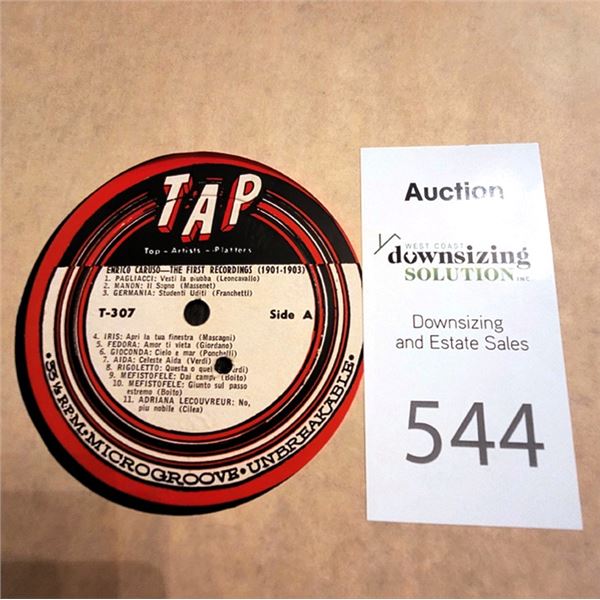 TAP
Top - Artists - Platters
ENRICO CARUSO—THE FIRST RECORDINGS (1901-1903)
1. PAGLIACCI: Vesti la giubba (Leoncavallo)
2. MANON: Il Sogno (Massenet)
3. GERMANIA: Studenti Uditi (Franchetti)
T-307 Side A
4. IRIS: Apri la tua finestra (Mascagni)
5. FEDORA: Amor ti vieta (Giordano)
6. GIOCONDA: Cielo e mar (Ponchelli)
7. AIDA: Celeste Aida (Verdi)
8. RIGOLETTO: Questa o
9. MEFISTOFELE: Dai campi (Boito)
10. MEFISTOFELE: Giunto sul passo
estremo (Boito)
11. ADRIANA LECOUVREUR: No,
piu nobile (Cilea)
• 33 1/3 RPM • MICROGROOVE • UNBREAKABLE •
Auction
WEST COAST
downsizing
SOLUTION INC.
Downsizing
and Estate Sales
544